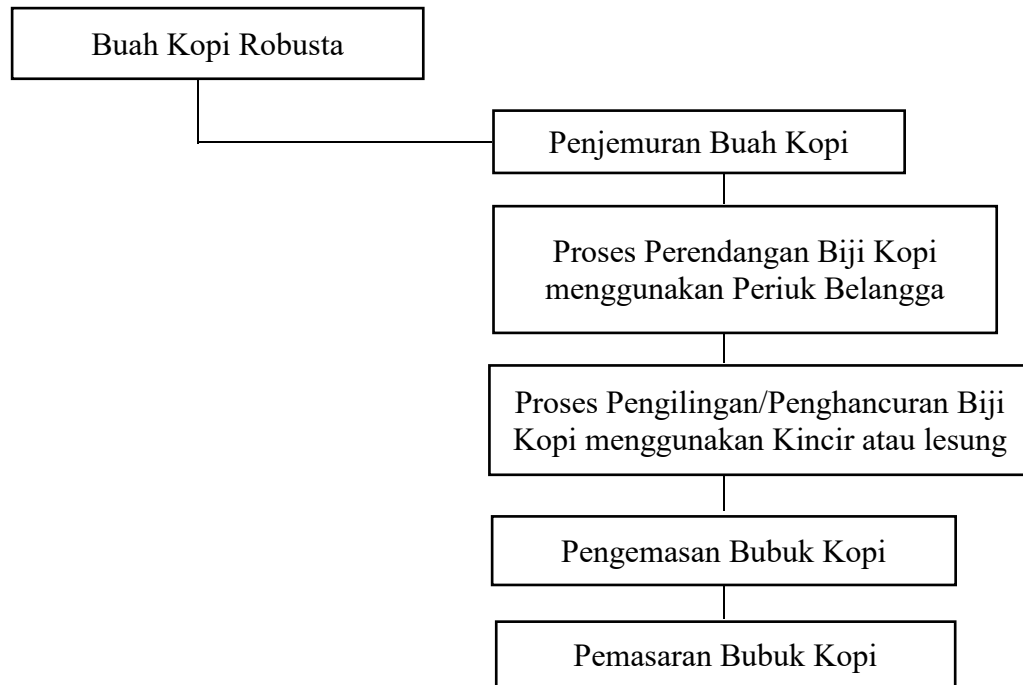 Buah Kopi Robusta
Penjemuran Buah Kopi
Proses Perendangan Biji Kopi
menggunakan Periuk Belangga
Proses Pengilingan/Penghancuran Biji
Kopi menggunakan Kincir atau lesung
Pengemasan Bubuk Kopi
Pemasaran Bubuk Kopi